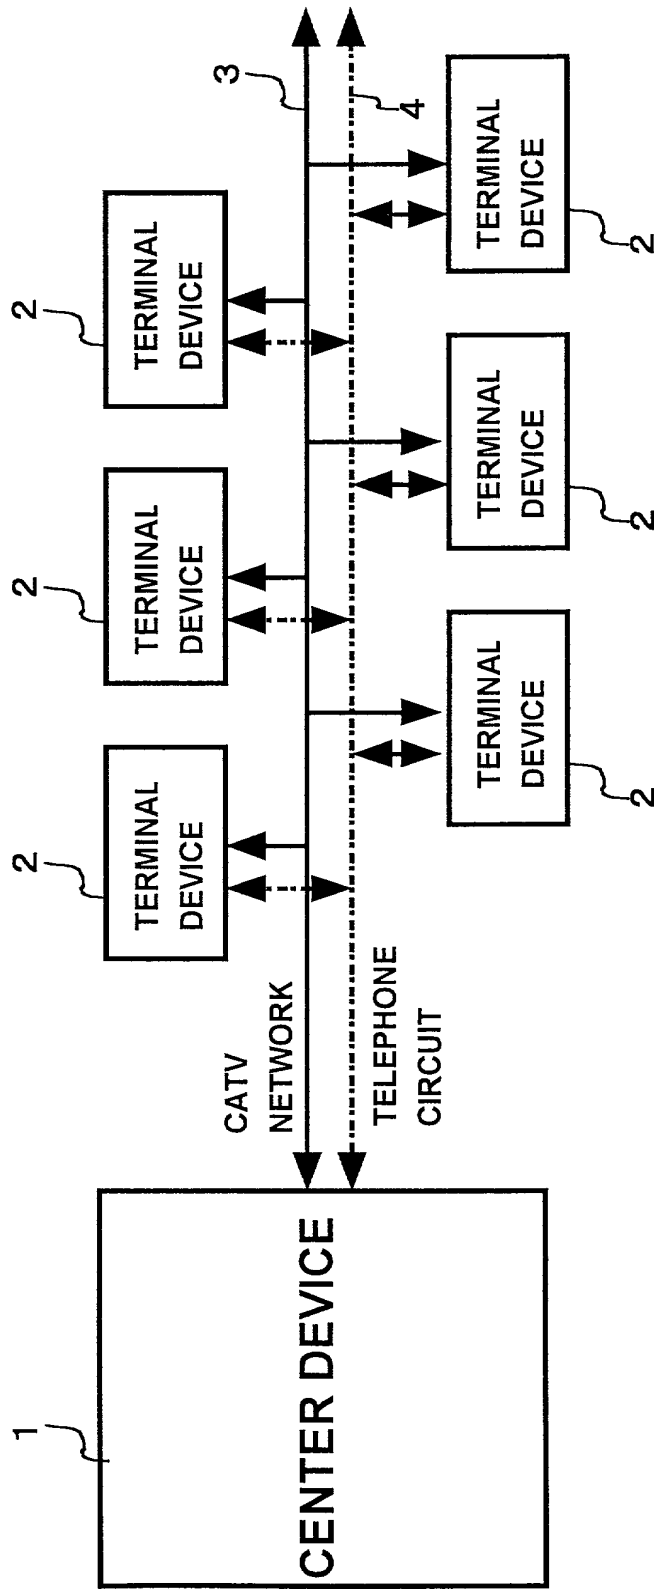 1
CENTER DEVICE
CATV
NETWORK
TELEPHONE
CIRCUIT
3
4
2
TERMINAL
DEVICE
2
TERMINAL
DEVICE
2
TERMINAL
DEVICE
TERMINAL
DEVICE
2
TERMINAL
DEVICE
2
TERMINAL
DEVICE
2